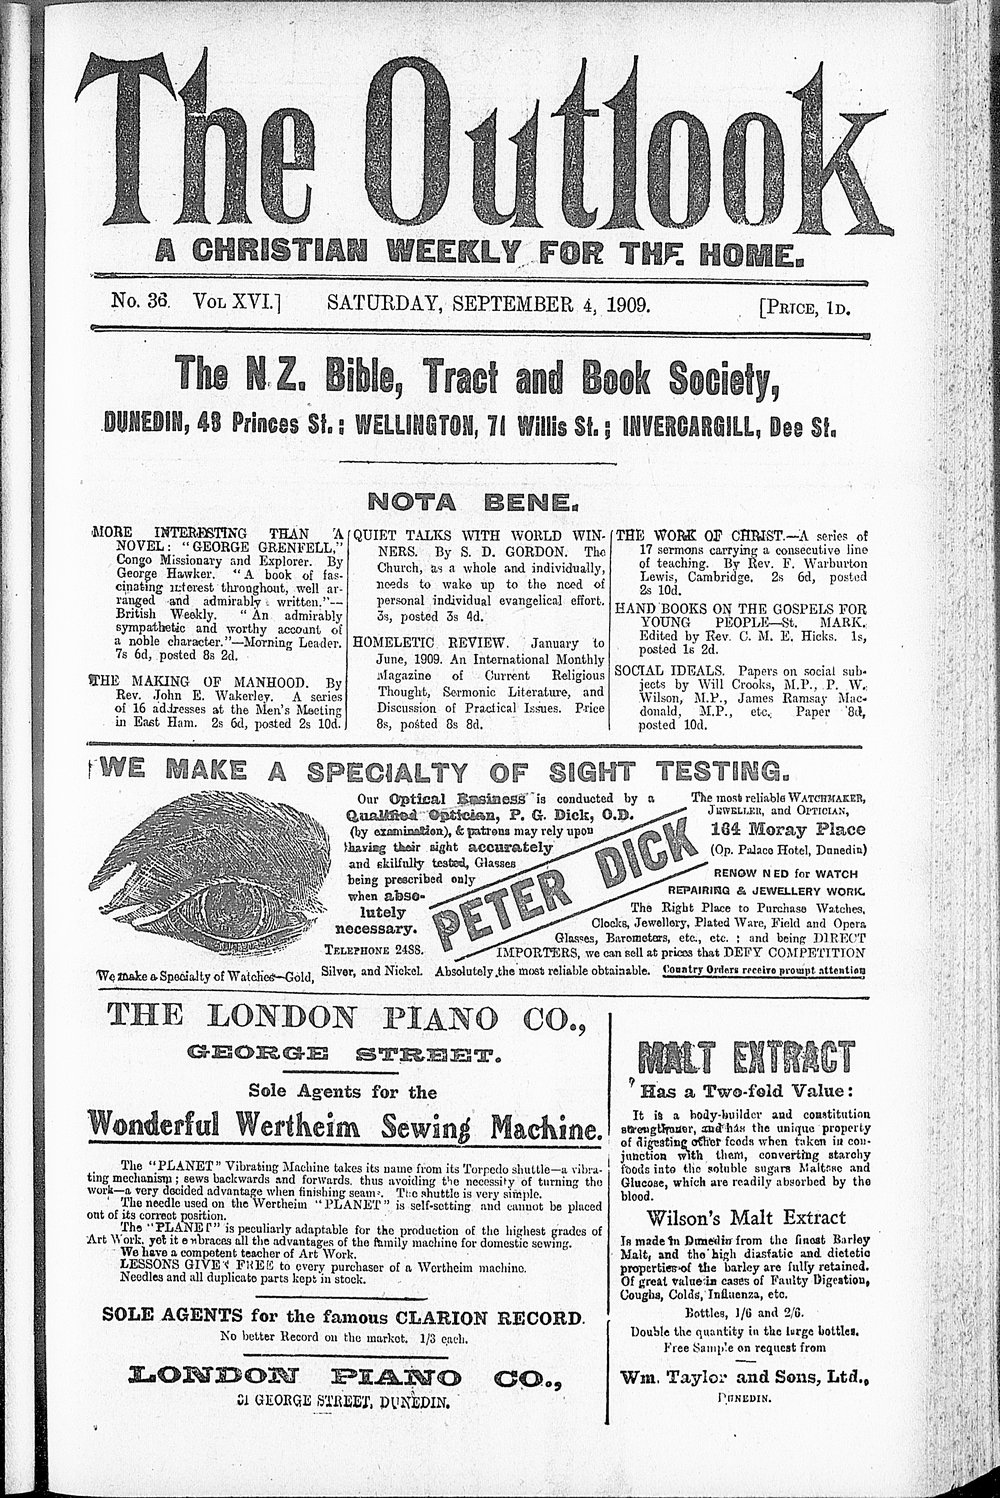 The Outlook
A CHRISTIAN WEEKLY FOR THE HOME.
No. 36. VOL XVI.] SATURDAY, SEPTEMBER 4, 1909. [PRICE, 1D.
The N.Z. Bible, Tract and Book Society,
DUNEDIN, 48 Princes St.; WELLINGTON, 71 Willis St.; INVERCARGILL, Dee St.
NOTA BENE.
MORE INTERESTING THAN A
NOVEL: "GEORGE GRENFELL,"
Congo Missionary and Explorer. By
George Hawker. "A book of fas-
cinating interest throughout, well ar-
ranged and admirably written."—
British Weekly. "An admirably
sympathetic and worthy account of
a noble character."—Morning Leader.
7s 6d, posted 8s 2d.
THE MAKING OF MANHOOD. By
Rev. John E. Wakerley. A series
of 16 addresses at the Men's Meeting
in East Ham. 2s 6d, posted 2s 10d.
QUIET TALKS WITH WORLD WIN-
NERS. By S. D. GORDON. The
Church, as a whole and individually,
needs to wake up to the need of
personal individual evangelical effort.
3s, posted 3s 4d.
HOMELETIC REVIEW. January to
June, 1909. An International Monthly
Magazine of Current Religious
Thought, Sermonic Literature, and
Discussion of Practical Issues. Price
8s, posted 8s 8d.
THE WORK OF CHRIST.—A series of
17 sermons carrying a consecutive line
of teaching. By Rev. F. Warburton
Lewis, Cambridge. 2s 6d, posted
2s 10d.
HAND BOOKS ON THE GOSPELS FOR
YOUNG PEOPLE—St. MARK.
Edited by Rev. C. M. E. Hicks. 1s,
posted 1s 2d.
SOCIAL IDEALS. Papers on social sub-
jects by Will Crooks, M.P., P. W.
Wilson, M.P., James Ramsay Mac-
donald, M.P., etc. Paper 8d,
posted 10d.
WE MAKE A SPECIALTY OF SIGHT TESTING.
Our Optical Business is conducted by a
Qualified Optician, P. G. Dick, O.D.
(by examination), & patrons may rely upon
having their sight accurately
and skilfully tested, Glasses
being prescribed only
when abso-
lutely
necessary.
TELEPHONE 2488.
PETER DICK
The most reliable WATCHMAKER,
JEWELLER, and OPTICIAN,
164 Moray Place
(Op. Palace Hotel, Dunedin)
RENOWNED for WATCH
REPAIRING & JEWELLERY WORK.
The Right Place to Purchase Watches,
Clocks, Jewellery, Plated Ware, Field and Opera
Glasses, Barometers, etc., etc.; and being DIRECT
IMPORTERS, we can sell at prices that DEFY COMPETITION
We make a Specialty of Watches—Gold, Silver, and Nickel. Absolutely the most reliable obtainable. Country Orders receive prompt attention
THE LONDON PIANO CO.,
GEORGE STREET.
Sole Agents for the
Wonderful Wertheim Sewing Machine.
The "PLANET" Vibrating Machine takes its name from its Torpedo shuttle—a vibra-
ting mechanism; sews backwards and forwards, thus avoiding the necessity of turning the
work—a very decided advantage when finishing seams. The shuttle is very simple.
The needle used on the Wertheim "PLANET" is self-setting and cannot be placed
out of its correct position.
The "PLANET" is peculiarly adaptable for the production of the highest grades of
Art Work, yet it embraces all the advantages of the family machine for domestic sewing.
We have a competent teacher of Art Work.
LESSONS GIVEN FREE to every purchaser of a Wertheim machine.
Needles and all duplicate parts kept in stock.
SOLE AGENTS for the famous CLARION RECORD.
No better Record on the market. 1/3 each.
LONDON PIANO CO.,
31 GEORGE STREET, DUNEDIN.
MALT EXTRACT
Has a Two-fold Value:
It is a body-builder and constitution
strengthener, and has the unique property
of digesting other foods when taken in con-
junction with them, converting starchy
foods into the soluble sugars Maltose and
Glucose, which are readily absorbed by the
blood.
Wilson's Malt Extract
Is made in Dunedin from the finest Barley
Malt, and the high diastatic and dietetic
properties of the barley are fully retained.
Of great value in cases of Faulty Digestion,
Coughs, Colds, Influenza, etc.
Bottles, 1/6 and 2/6.
Double the quantity in the large bottles.
Free Sample on request from
Wm. Taylor and Sons, Ltd.,
DUNEDIN.